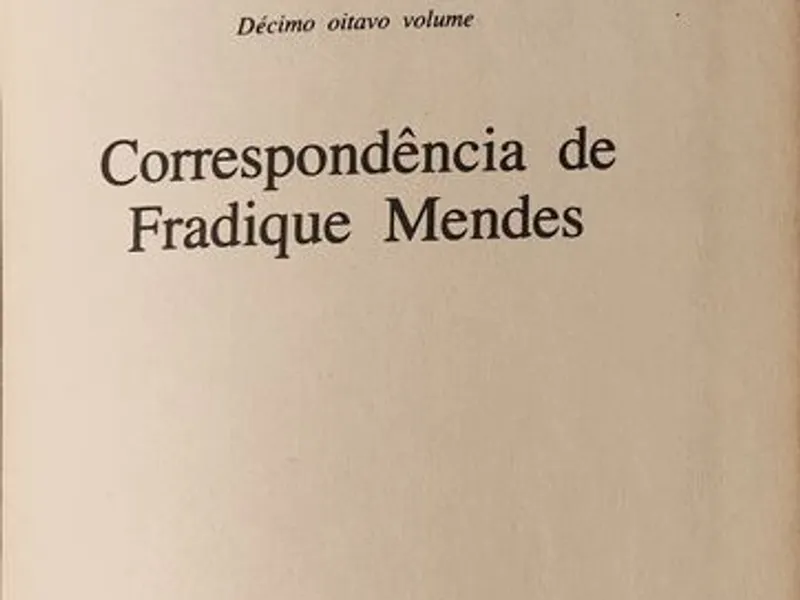 Décimo oitavo volume
Correspondência de
Fradique Mendes